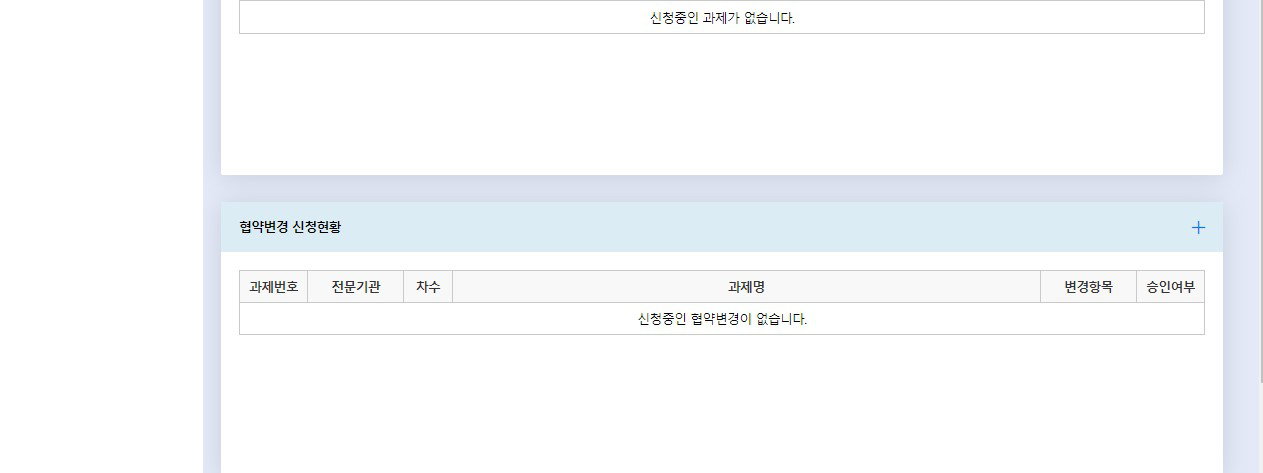 신청중인 과제가 없습니다.
협약변경 신청현황
과제번호 전문기관 차수 과제명 변경항목 승인여부
신청중인 협약변경이 없습니다.